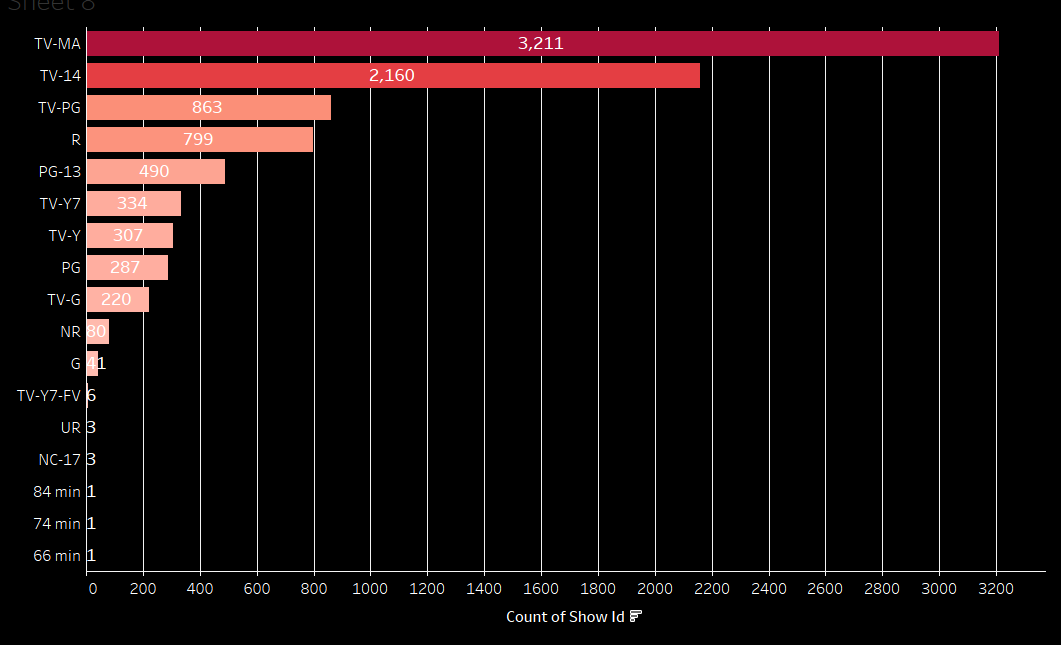 Sheet 8
TV-MA 3,211
TV-14 2,160
TV-PG 863
R 799
PG-13 490
TV-Y7 334
TV-Y 307
PG 287
TV-G 220
NR 80
G 41
TV-Y7-FV 6
UR 3
NC-17 3
84 min 1
74 min 1
66 min 1
0 200 400 600 800 1000 1200 1400 1600 1800 2000 2200 2400 2600 2800 3000 3200
Count of Show Id